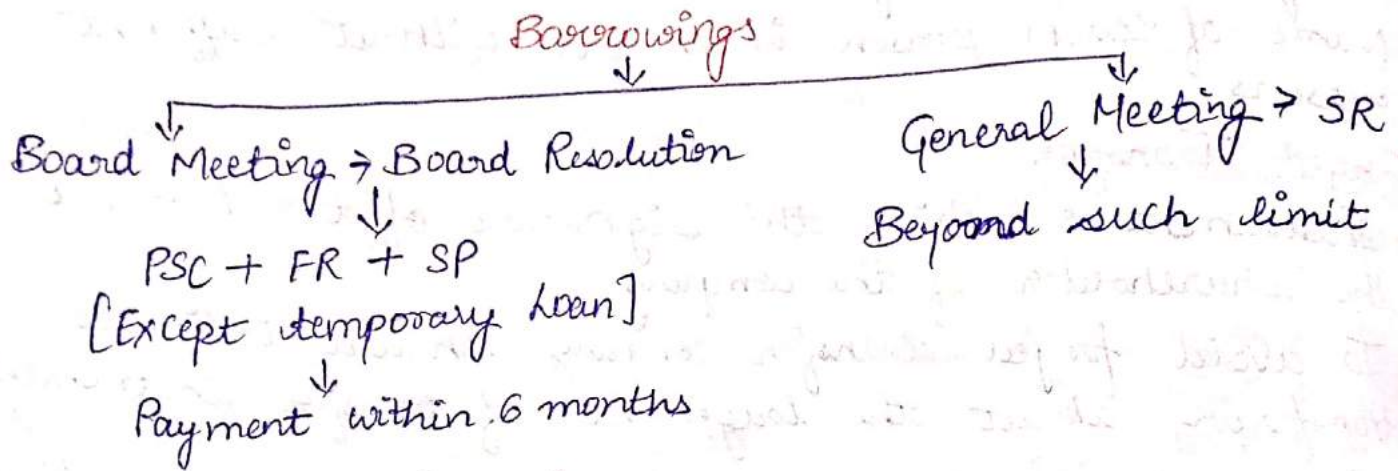 Borrowings
Board Meeting → Board Resolution
General Meeting → SR
PSC + FR + SP
Beyond such limit
[Except temporary Loan]
Payment within 6 months